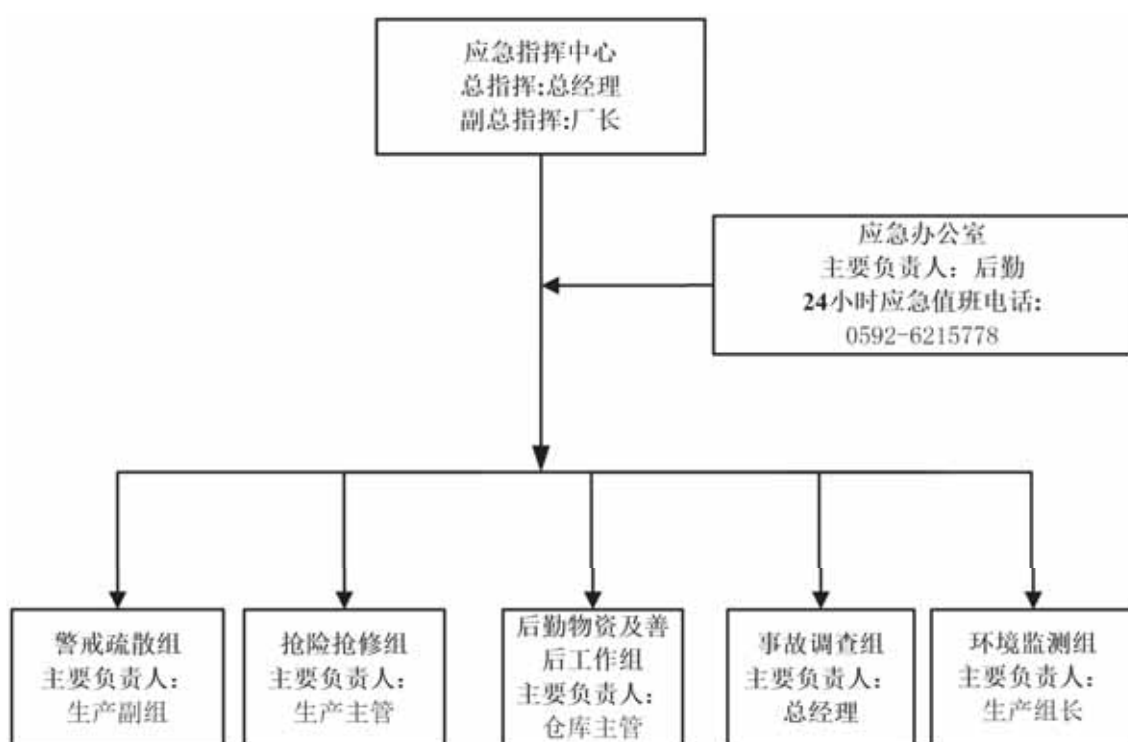 应急指挥中心
总指挥:总经理
副总指挥:厂长
应急办公室
主要负责人：后勤
24小时应急值班电话:
0592-6215778
警戒疏散组
主要负责人：
生产副组
抢险抢修组
主要负责人：
生产主管
后勤物资及善
后工作组
主要负责人：
仓库主管
事故调查组
主要负责人：
总经理
环境监测组
主要负责人：
生产组长